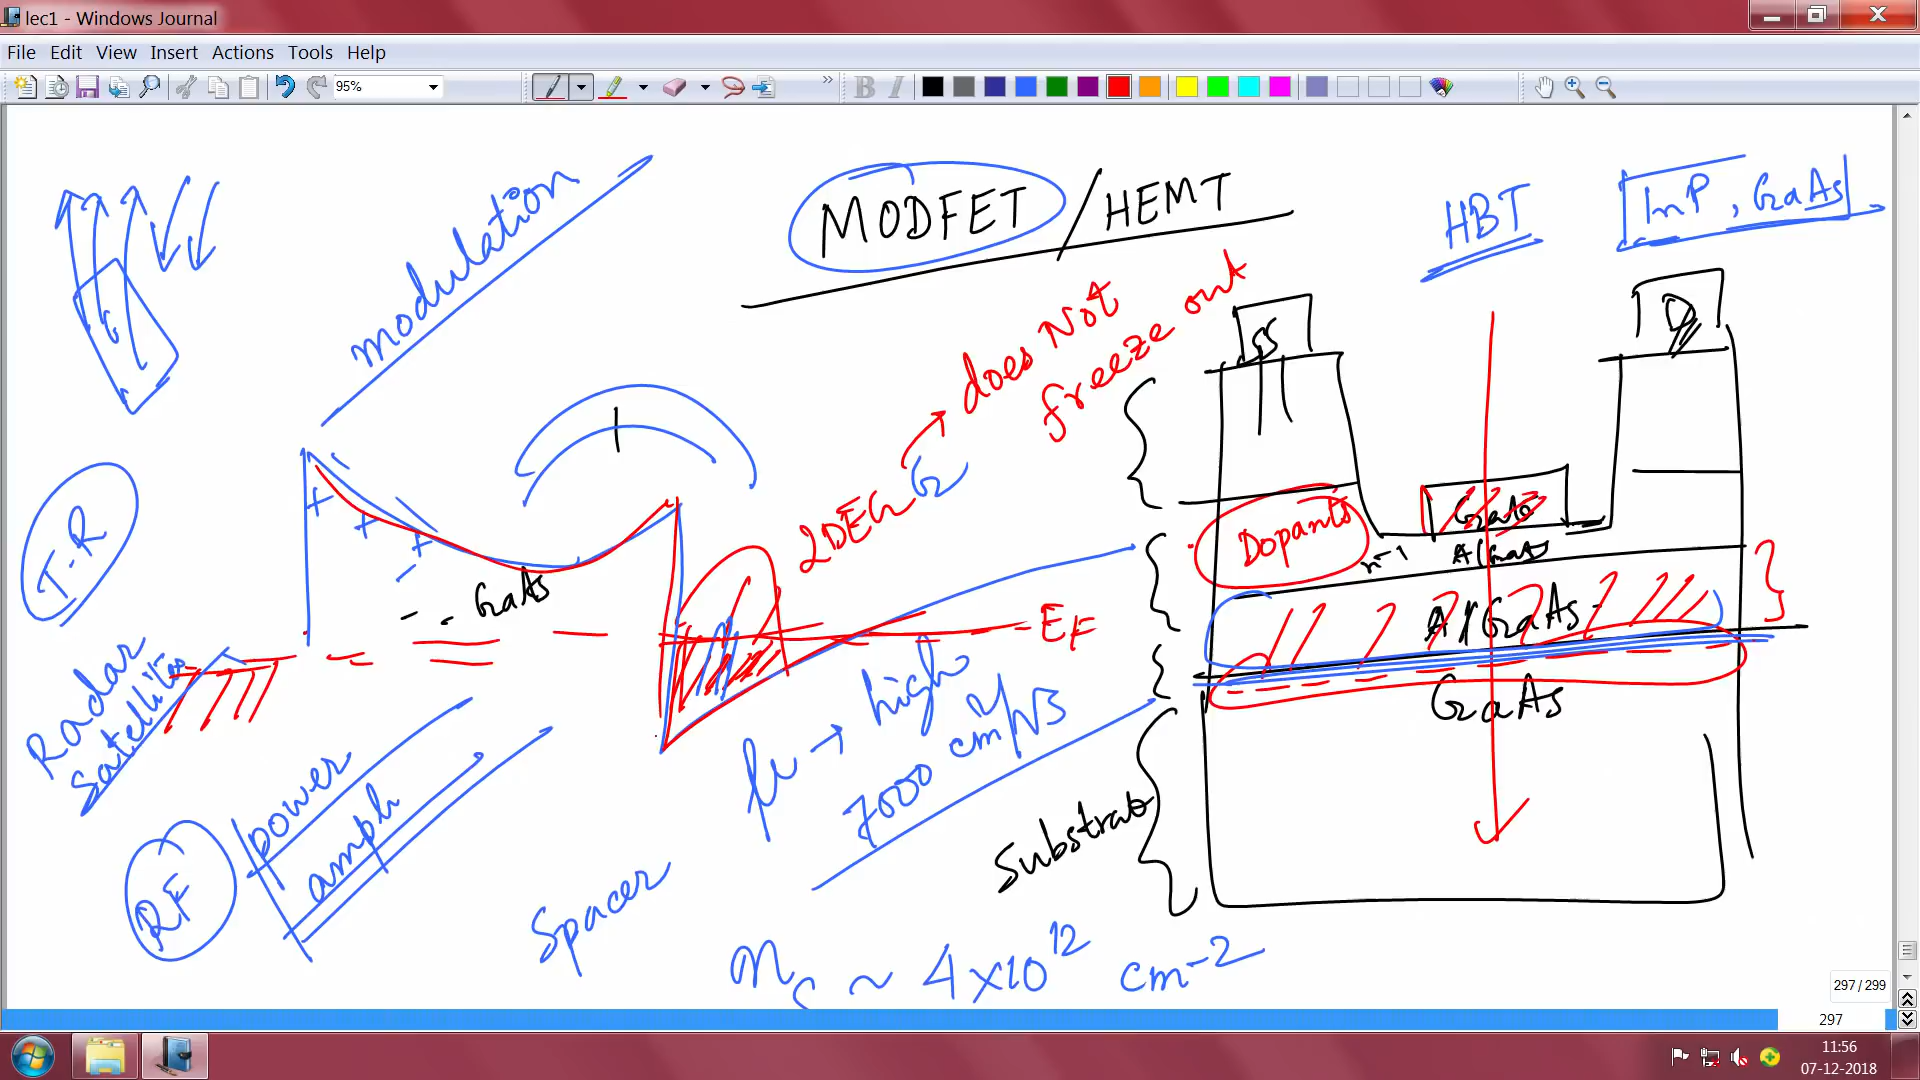 lec1 - Windows Journal
File Edit View Insert Actions Tools Help
95%
B I
modulation
MODFET / HEMT
HBT
InP, GaAs
does Not
freeze out
S
D
2DEG
G
GaAs
Dopants
GaAs
n
AlGaAs
AlGaAs
GaAs
EF
T-R
Radar
Satellites
RF
power
ampli
μ → high
7000 cm²/VS
Substrate
Spacer
ns ~ 4x10¹² cm⁻²
297 / 299
297
11:56
07-12-2018